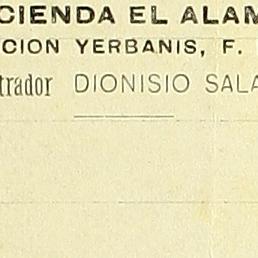 CIENDA EL ALAM
CION YERBANIS, F.
trador DIONISIO SALA